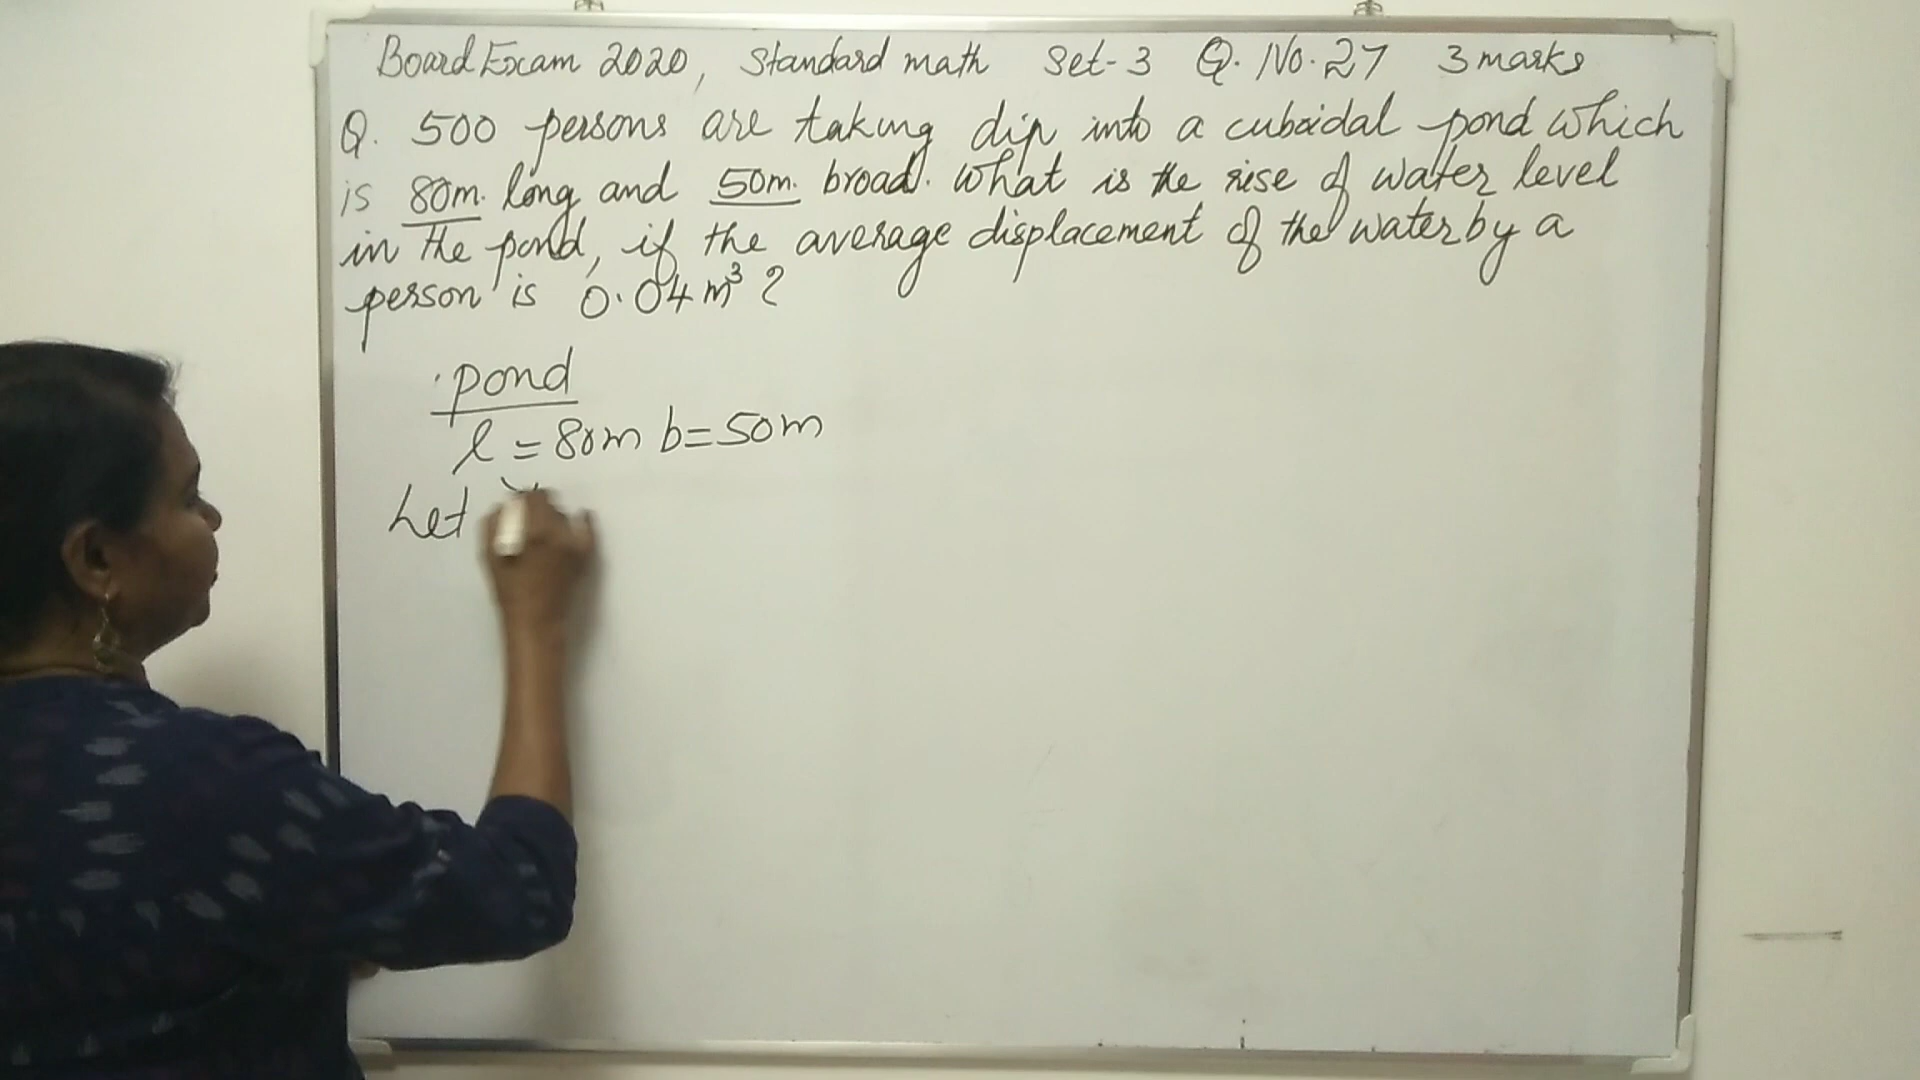 Board Exam 2020, Standard math Set-3 Q. No. 27 3 marks
Q. 500 persons are taking dip into a cuboidal pond which
is 80m. long and 50m. broad. What is the rise of water level
in the pond, if the average displacement of the water by a
person is 0.04 m³ ?
pond
l = 80m b=50m
Let